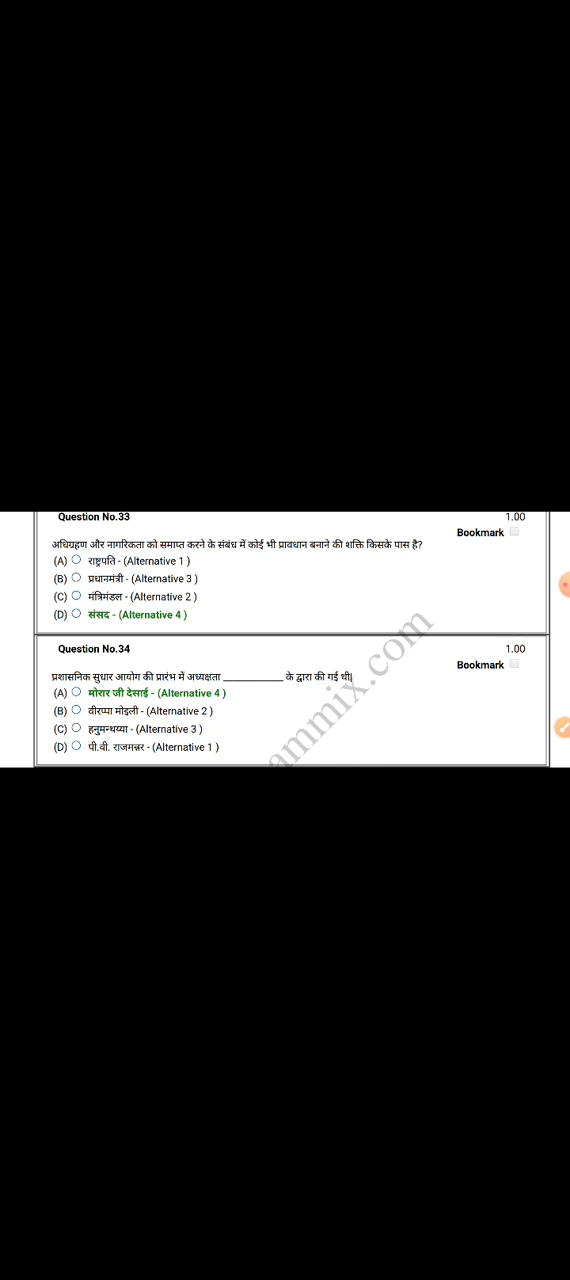 Question No.33
1.00
Bookmark
अधिग्रहण और नागरिकता को समाप्त करने के संबंध में कोई भी प्रावधान बनाने की शक्ति किसके पास है?
(A) राष्ट्रपति - (Alternative 1 )
(B) प्रधानमंत्री - (Alternative 3 )
(C) मंत्रिमंडल - (Alternative 2 )
(D) संसद - (Alternative 4 )
Question No.34
1.00
Bookmark
प्रशासनिक सुधार आयोग की प्रारंभ में अध्यक्षता ____________ के द्वारा की गई थी|
(A) मोरार जी देसाई - (Alternative 4 )
(B) वीरप्पा मोइली - (Alternative 2 )
(C) हनुमन्थय्या - (Alternative 3 )
(D) पी.वी. राजमन्नर - (Alternative 1 )
ammix.com